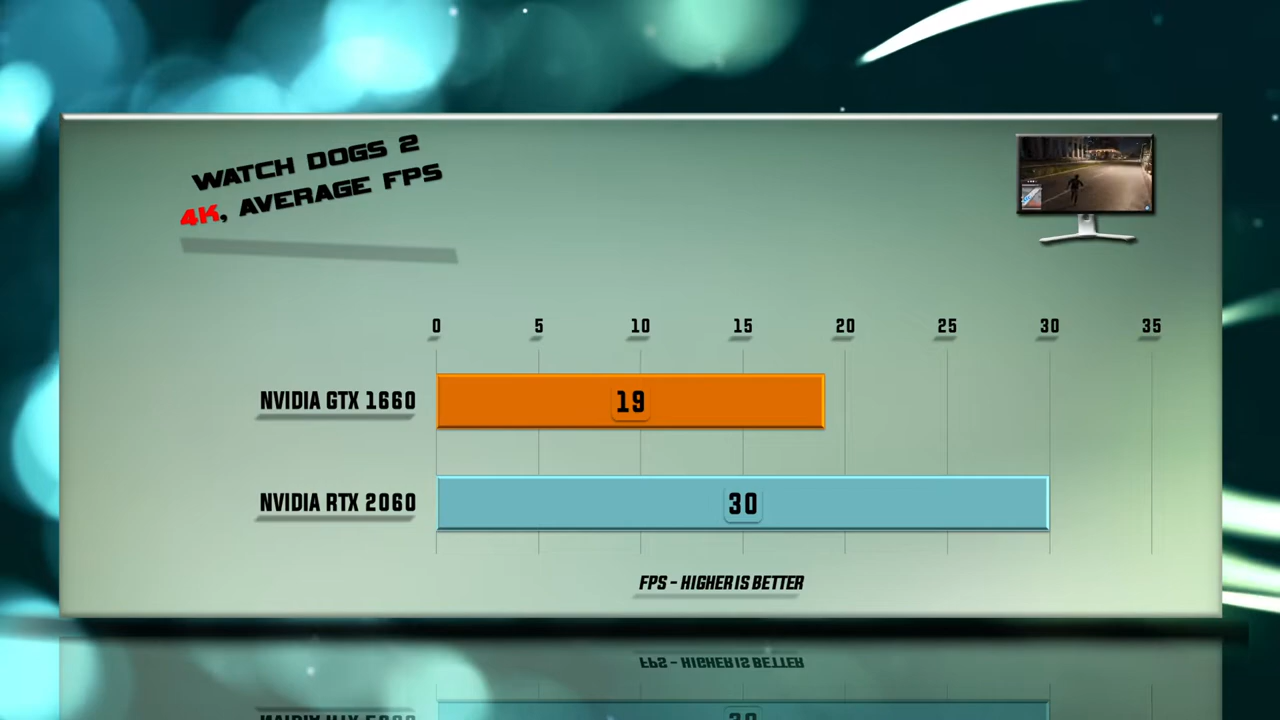 WATCH DOGS 2
4K, AVERAGE FPS
0 5 10 15 20 25 30 35
NVIDIA GTX 1660 19
NVIDIA RTX 2060 30
FPS - HIGHER IS BETTER